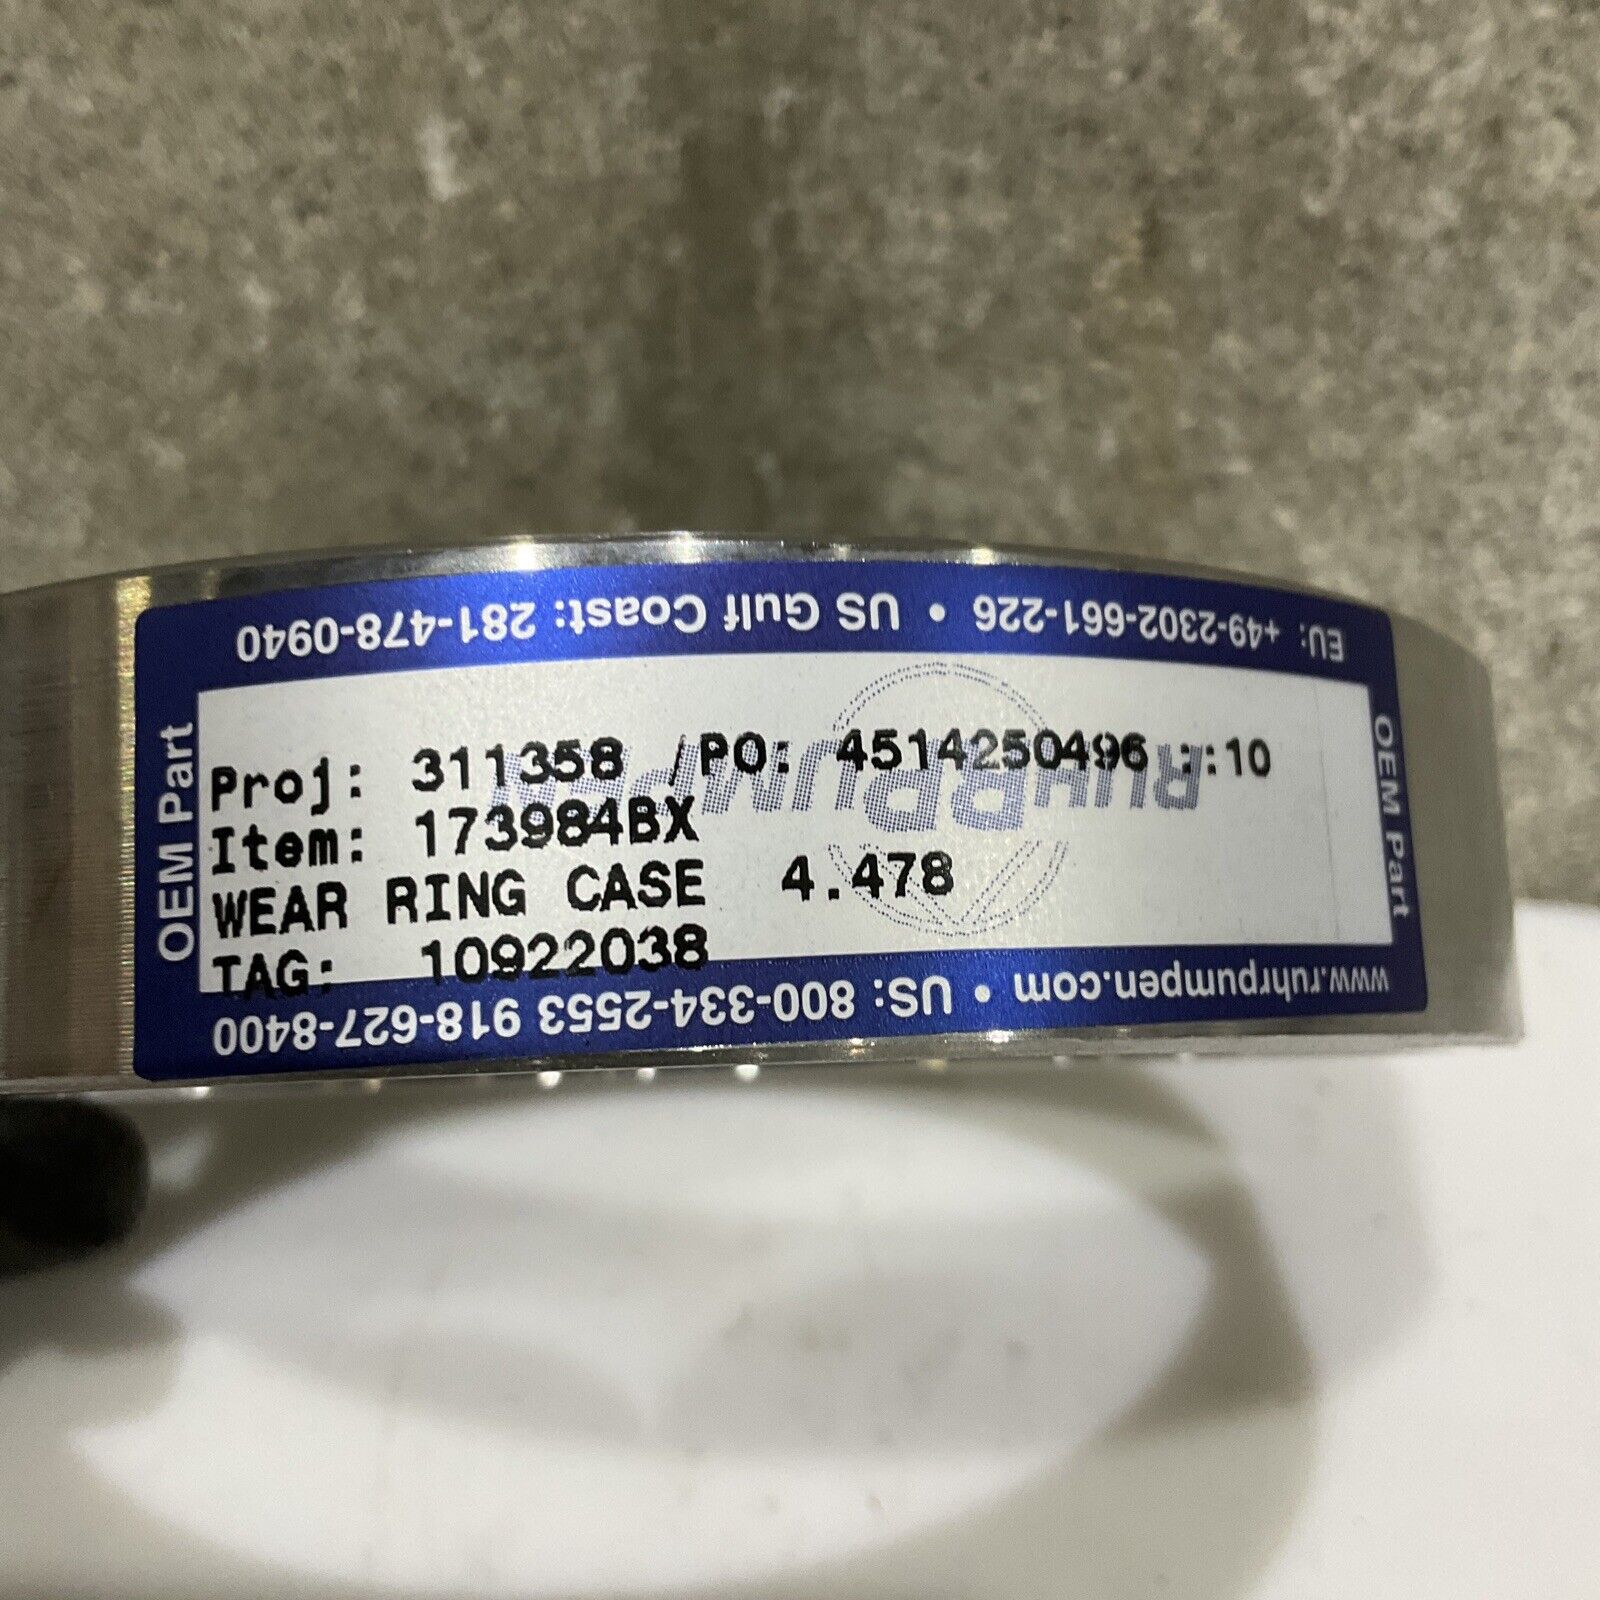 EU: +49-2302-661-226 • US Gulf Coast: 281-478-0940
OEM Part
RUHRPUMPEN
Proj: 311358 /PO: 4514250496 ::10
Item: 173984BX
WEAR RING CASE 4.478
TAG: 10922038
OEM Part
www.ruhrpumpen.com • US: 800-334-2553 918-627-8400